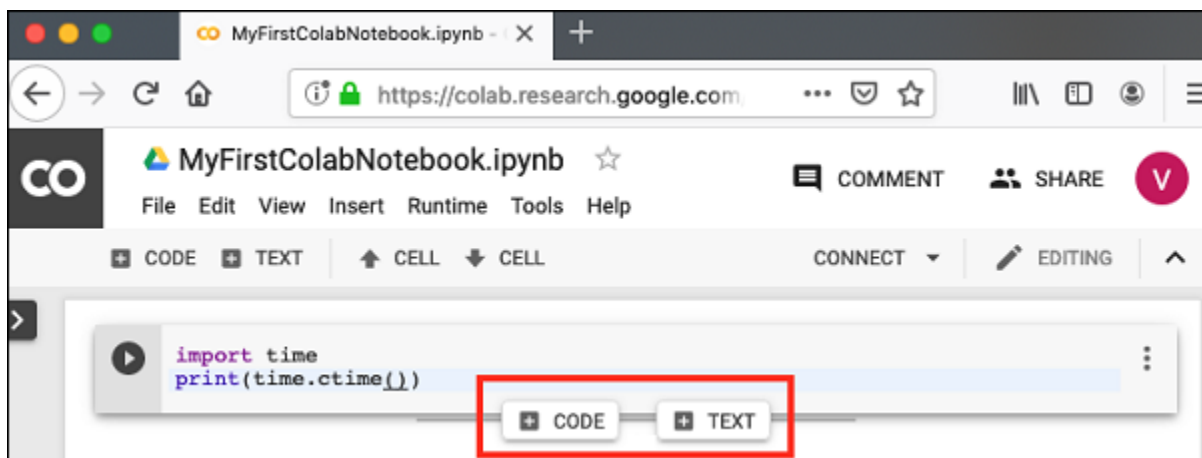 MyFirstColabNotebook.ipynb - 
https://colab.research.google.com,
CO
MyFirstColabNotebook.ipynb
COMMENT SHARE V
File Edit View Insert Runtime Tools Help
CODE TEXT CELL CELL CONNECT EDITING
import time
print(time.ctime())
CODE TEXT